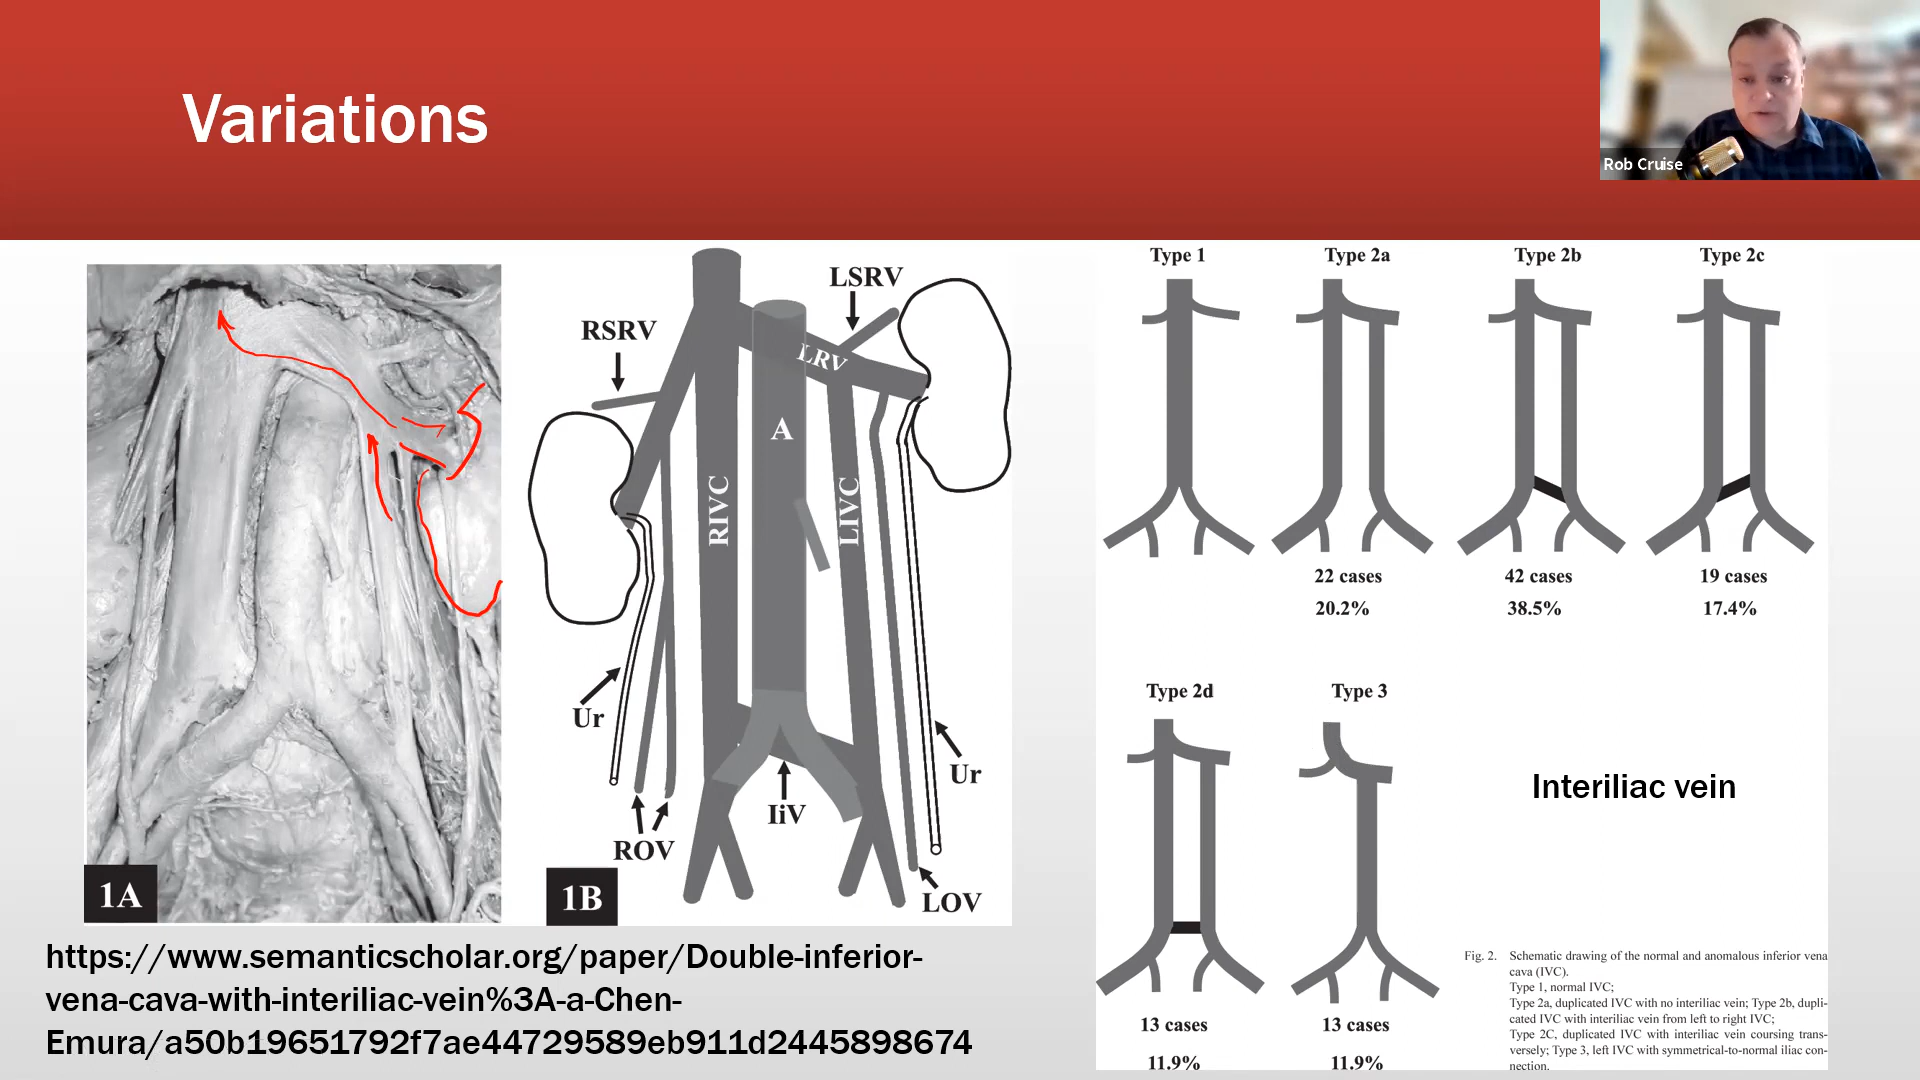 Variations
Rob Cruise
1A
RSRV
LSRV
LRV
A
RIVC
LIVC
Ur
Ur
IiV
ROV
LOV
1B
Type 1
Type 2a
Type 2b
Type 2c
22 cases
42 cases
19 cases
20.2%
38.5%
17.4%
Type 2d
Type 3
13 cases
13 cases
11.9%
11.9%
Interiliac vein
Fig. 2. Schematic drawing of the normal and anomalous inferior vena
cava (IVC).
Type 1, normal IVC;
Type 2a, duplicated IVC with no interiliac vein; Type 2b, dupli-
cated IVC with interiliac vein from left to right IVC;
Type 2C, duplicated IVC with interiliac vein coursing trans-
versely; Type 3, left IVC with symmetrical-to-normal iliac con-
nection.
https://www.semanticscholar.org/paper/Double-inferior-
vena-cava-with-interiliac-vein%3A-a-Chen-
Emura/a50b19651792f7ae44729589eb911d2445898674